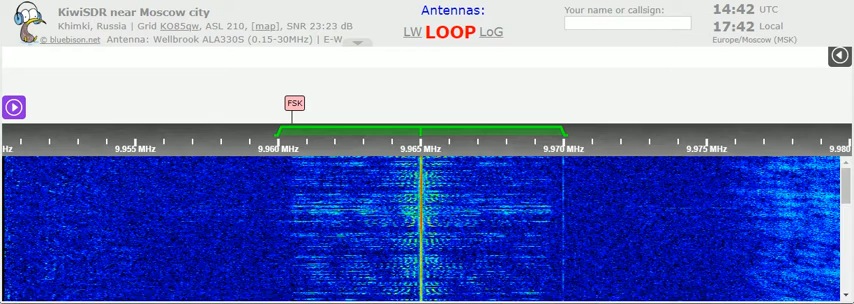 KiwiSDR near Moscow city
Khimki, Russia | Grid KO85qw, ASL 210, [map], SNR 23:23 dB
© bluebison.net Antenna: Wellbrook ALA330S (0.15-30MHz) | E-W
Antennas:
LW LOOP LoG
Your name or callsign:
14:42 UTC
17:42 Local
Europe/Moscow (MSK)
FSK
Hz 9.955 MHz 9.960 MHz 9.965 MHz 9.970 MHz 9.975 MHz 9.980